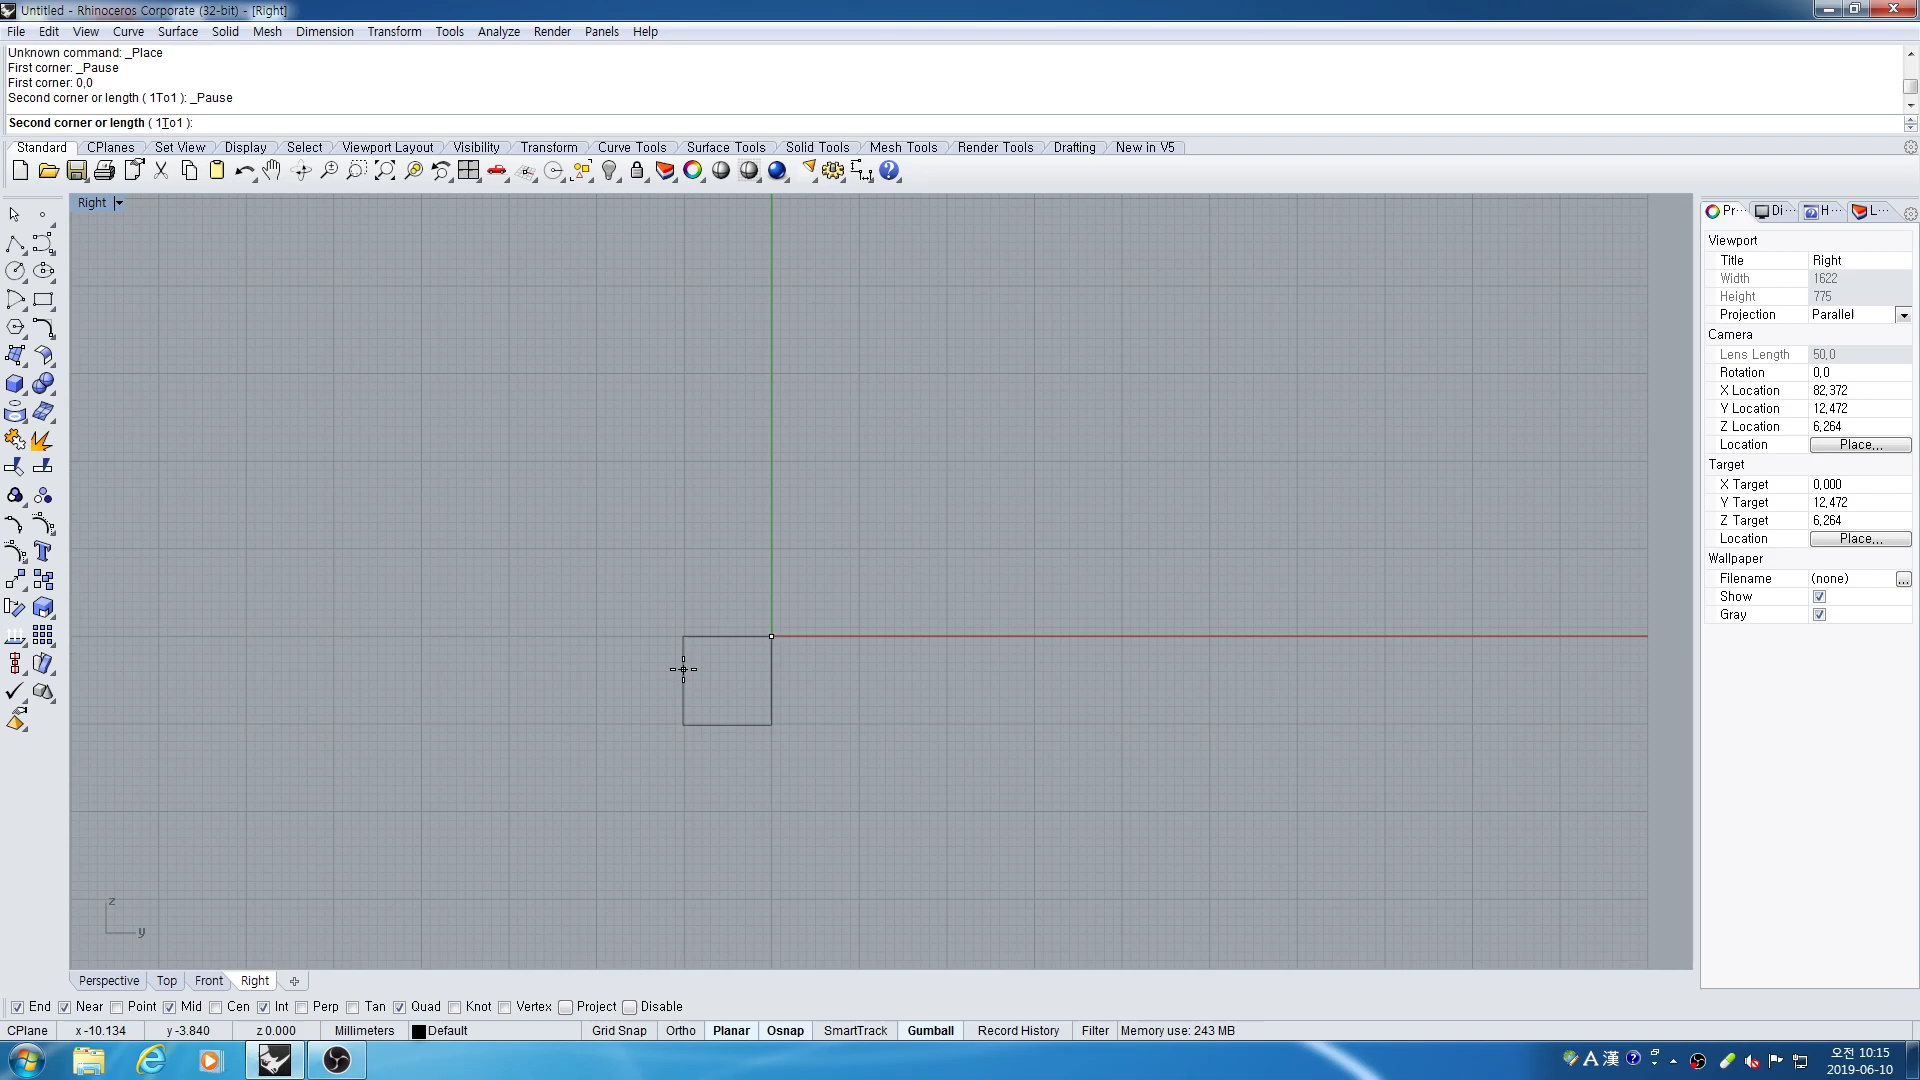 Untitled - Rhinoceros Corporate (32-bit) - [Right]
File Edit View Curve Surface Solid Mesh Dimension Transform Tools Analyze Render Panels Help
Unknown command: _Place
First corner: _Pause
First corner: 0,0
Second corner or length ( 1To1 ): _Pause
Second corner or length ( 1To1 ):
Standard CPlanes Set View Display Select Viewport Layout Visibility Transform Curve Tools Surface Tools Solid Tools Mesh Tools Render Tools Drafting New in V5
Right
Pr··· Di··· H··· L···
Viewport
Title Right
Width 1622
Height 775
Projection Parallel
Camera
Lens Length 50,0
Rotation 0,0
X Location 82,372
Y Location 12,472
Z Location 6,264
Location Place...
Target
X Target 0,000
Y Target 12,472
Z Target 6,264
Location Place...
Wallpaper
Filename (none) ...
Show
Gray
z
y
Perspective Top Front Right
End Near Point Mid Cen Int Perp Tan Quad Knot Vertex Project Disable
CPlane x -10.134 y -3.840 z 0.000 Millimeters Default Grid Snap Ortho Planar Osnap SmartTrack Gumball Record History Filter Memory use: 243 MB
A 漢 오전 10:15
2019-06-10